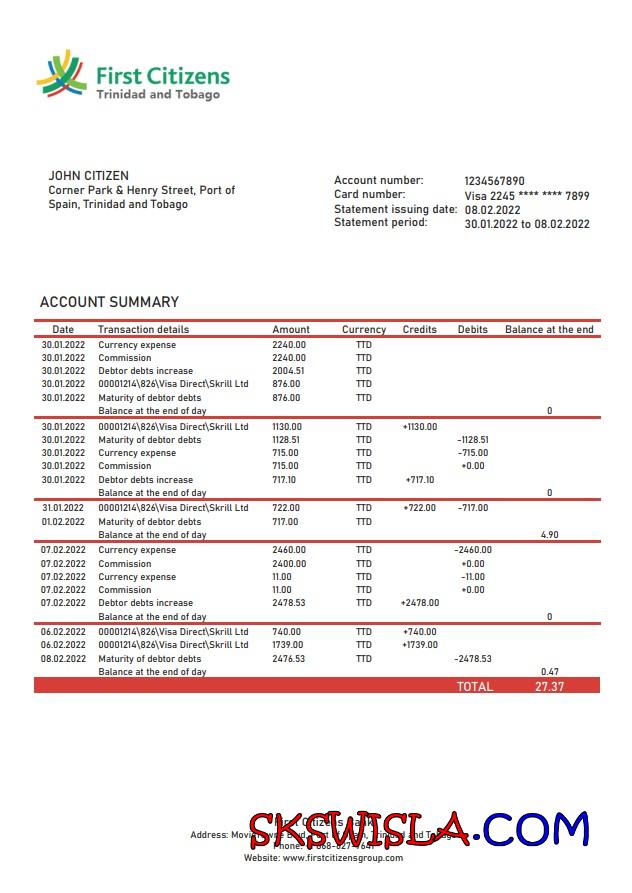 First Citizens
Trinidad and Tobago
JOHN CITIZEN
Corner Park & Henry Street, Port of
Spain, Trinidad and Tobago
Account number: 1234567890
Card number: Visa 2245 **** **** 7899
Statement issuing date: 08.02.2022
Statement period: 30.01.2022 to 08.02.2022
ACCOUNT SUMMARY
Date Transaction details Amount Currency Credits Debits Balance at the end
30.01.2022 Currency expense 2240.00 TTD
30.01.2022 Commission 2240.00 TTD
30.01.2022 Debtor debts increase 2004.51 TTD
30.01.2022 00001214\826\Visa Direct\Skrill Ltd 876.00 TTD
30.01.2022 Maturity of debtor debts 876.00 TTD
Balance at the end of day 0
30.01.2022 00001214\826\Visa Direct\Skrill Ltd 1130.00 TTD +1130.00
30.01.2022 Maturity of debtor debts 1128.51 TTD -1128.51
30.01.2022 Currency expense 715.00 TTD -715.00
30.01.2022 Commission 715.00 TTD +0.00
30.01.2022 Debtor debts increase 717.10 TTD +717.10
Balance at the end of day 0
31.01.2022 00001214\826\Visa Direct\Skrill Ltd 722.00 TTD +722.00 -717.00
01.02.2022 Maturity of debtor debts 717.00 TTD
Balance at the end of day 4.90
07.02.2022 Currency expense 2460.00 TTD -2460.00
07.02.2022 Commission 2400.00 TTD +0.00
07.02.2022 Currency expense 11.00 TTD -11.00
07.02.2022 Commission 11.00 TTD +0.00
07.02.2022 Debtor debts increase 2478.53 TTD +2478.00
Balance at the end of day 0
06.02.2022 00001214\826\Visa Direct\Skrill Ltd 740.00 TTD +740.00
06.02.2022 00001214\826\Visa Direct\Skrill Ltd 1739.00 TTD +1739.00
08.02.2022 Maturity of debtor debts 2476.53 TTD -2478.53
Balance at the end of day 0.47
TOTAL 27.37
First Citizens Bank
SKSWISLA.COM
Address: Trinidad and
Website: www.firstcitizensgroup.com